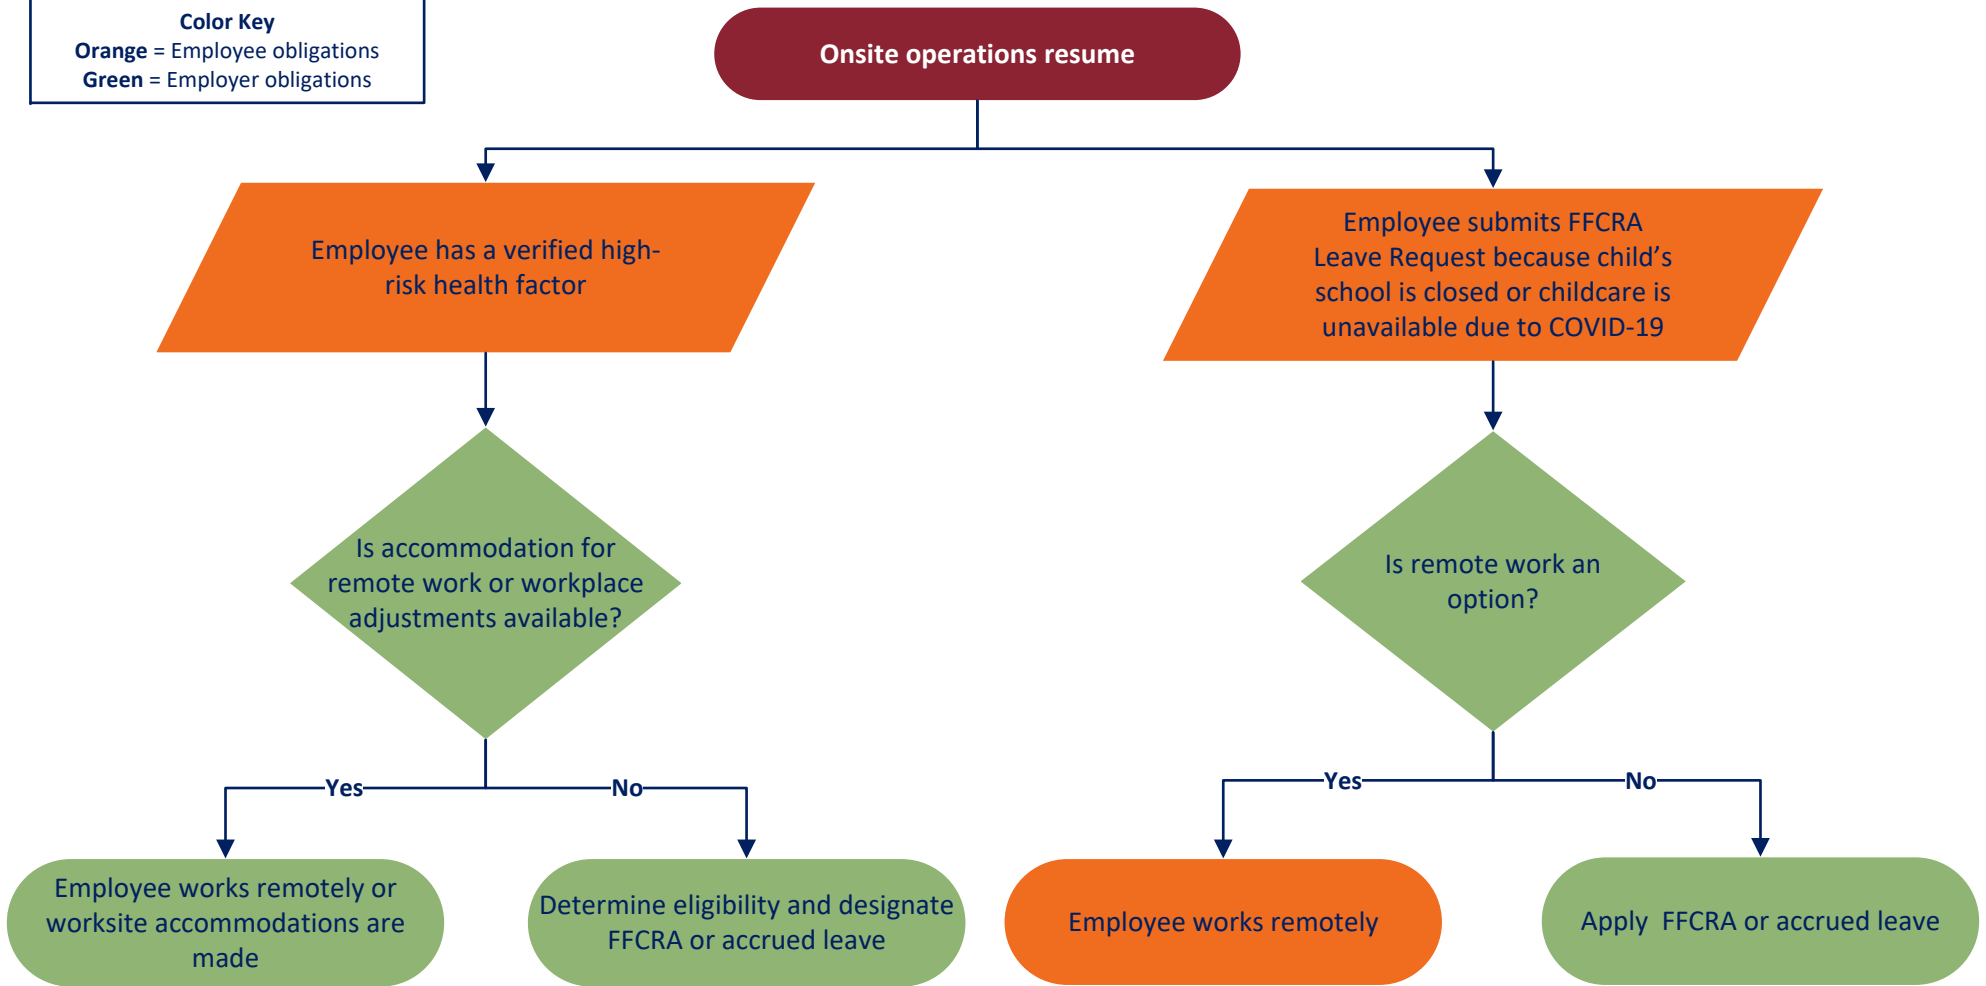 Color Key
Orange = Employee obligations
Green = Employer obligations
Onsite operations resume
Employee has a verified high-
risk health factor
Employee submits FFCRA
Leave Request because child’s
school is closed or childcare is
unavailable due to COVID-19
Is accommodation for
remote work or workplace
adjustments available?
Is remote work an
option?
Yes
No
Yes
No
Employee works remotely or
worksite accommodations are
made
Determine eligibility and designate
FFCRA or accrued leave
Employee works remotely
Apply  FFCRA or accrued leave